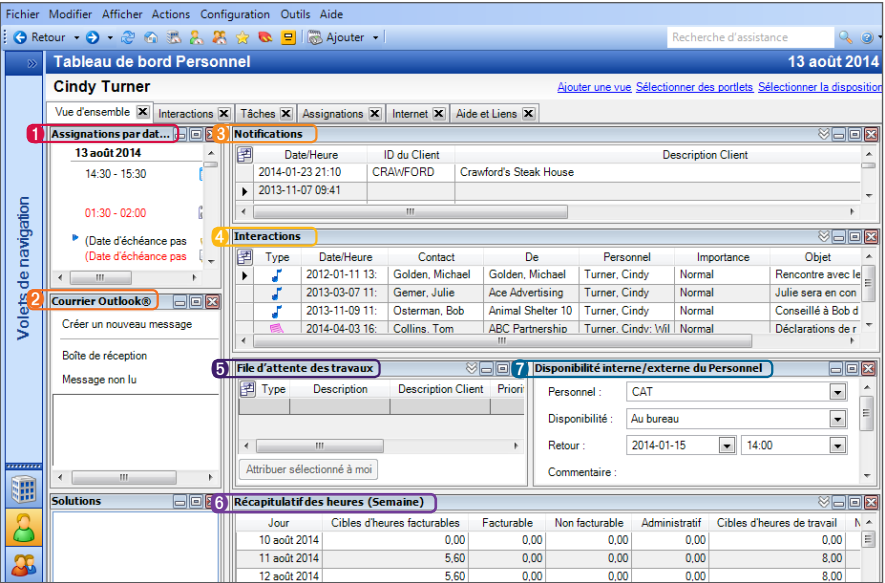 Fichier Modifier Afficher Actions Configuration Outils Aide
Retour Ajouter Recherche d'assistance
Tableau de bord Personnel 13 août 2014
Cindy Turner Ajouter une vue Sélectionner des portlets Sélectionner la disposition
Vue d'ensemble Interactions Tâches Assignations Internet Aide et Liens
Volets de navigation
1 Assignations par dat...
13 août 2014
14:30 - 15:30
01:30 - 02:00
(Date d'échéance pas
(Date d'échéance pas
2 Courrier Outlook®
Créer un nouveau message
Boîte de réception
Message non lu
Solutions
3 Notifications
Date/Heure ID du Client Description Client
2014-01-23 21:10 CRAWFORD Crawford's Steak House
2013-11-07 09:41
4 Interactions
Type Date/Heure Contact De Personnel Importance Objet
2012-01-11 13: Golden, Michael Golden, Michael Turner, Cindy Normal Rencontre avec le
2013-03-07 11: Gemer, Julie Ace Advertising Turner, Cindy Normal Julie sera en con
2013-11-09 11: Osterman, Bob Animal Shelter 10 Turner, Cindy Normal Conseillé à Bob d
2014-04-03 16: Collins, Tom ABC Partnership Turner, Cindy; Wil Normal Déclarations de r
5 File d'attente des travaux
Type Description Description Client Priorit
Attribuer sélectionné à moi
7 Disponibilité interne/externe du Personnel
Personnel : CAT
Disponibilité : Au bureau
Retour : 2014-01-15 14:00
Commentaire :
6 Récapitulatif des heures (Semaine)
Jour Cibles d'heures facturables Facturable Non facturable Administratif Cibles d'heures de travail
10 août 2014 0,00 0,00 0,00 0,00 0,00
11 août 2014 5,60 0,00 0,00 0,00 8,00
12 août 2014 5,60 0,00 0,00 0,00 8,00